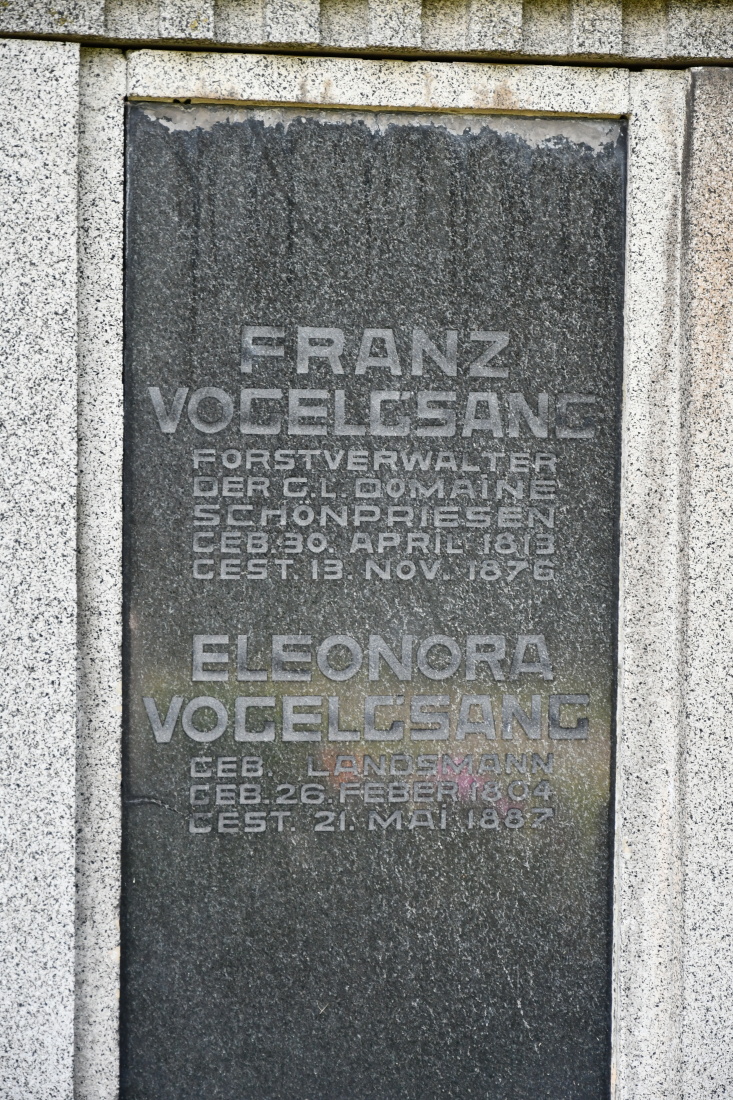 FRANZ
VOGELGSANG
FORSTVERWALTER
DER G.L. DOMAINE
SCHÖNPRIESEN
GEB. 30. APRIL 1813
GEST. 13. NOV. 1876
ELEONORA
VOGELGSANG
GEB. LANDSMANN
GEB. 26. FEBER 1804
GEST. 21. MAI 1887